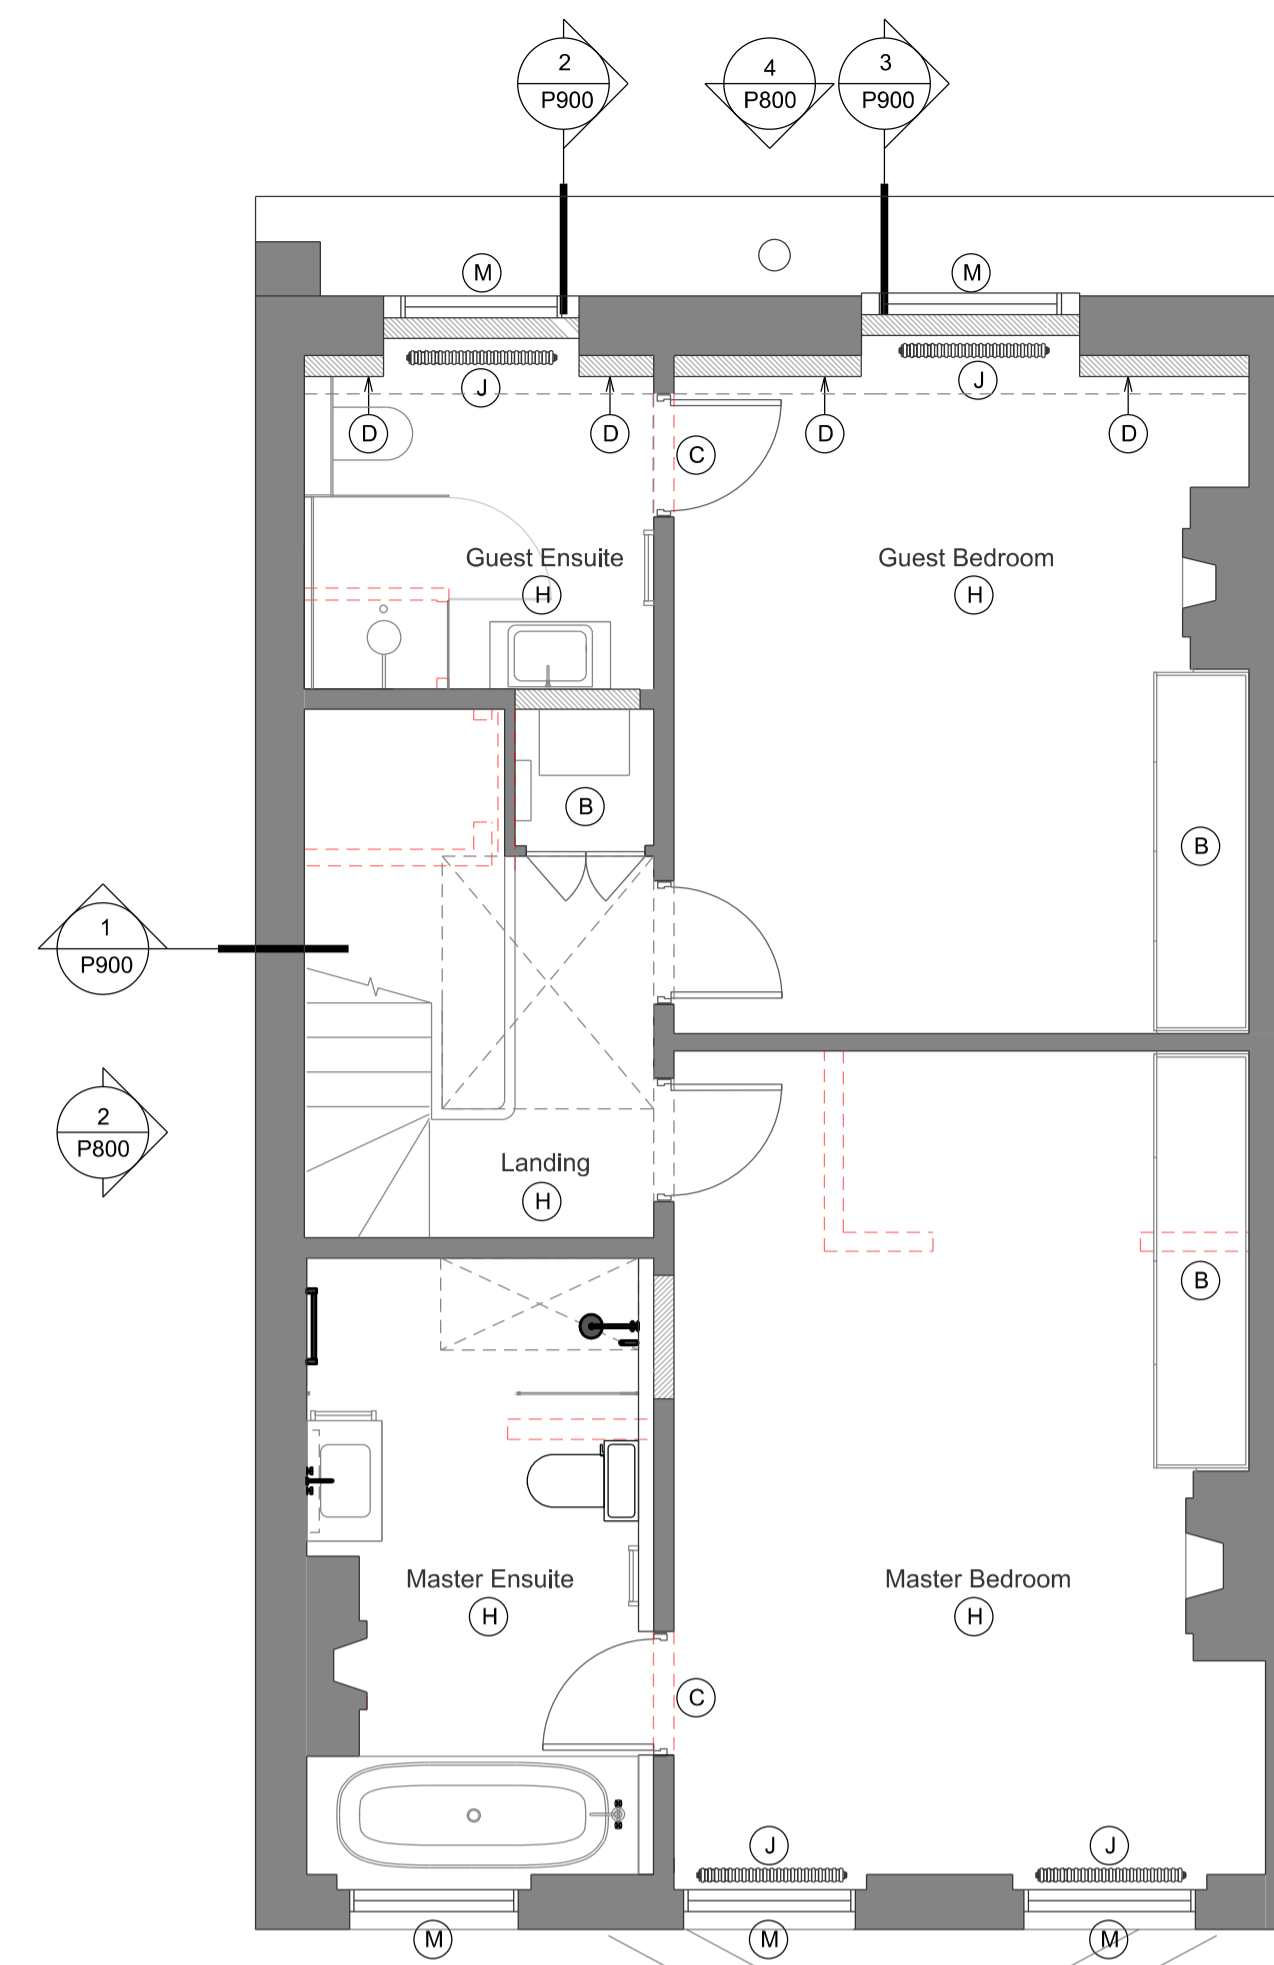 2
P900
4
P800
3
P900
M
M
J
J
D
D
D
D
C
Guest Ensuite
H
Guest Bedroom
H
B
B
1
P900
2
P800
Landing
H
B
Master Ensuite
H
Master Bedroom
H
C
J
J
M
M
M